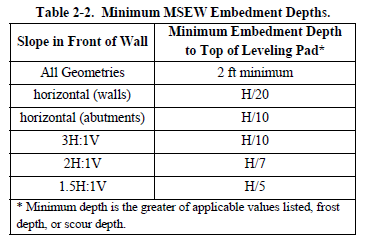 Table 2-2. Minimum MSEW Embedment Depths.
Slope in Front of Wall
Minimum Embedment Depth
to Top of Leveling Pad*
All Geometries
2 ft minimum
horizontal (walls)
H/20
horizontal (abutments)
H/10
3H:1V
H/10
2H:1V
H/7
1.5H:1V
H/5
* Minimum depth is the greater of applicable values listed, frost
depth, or scour depth.